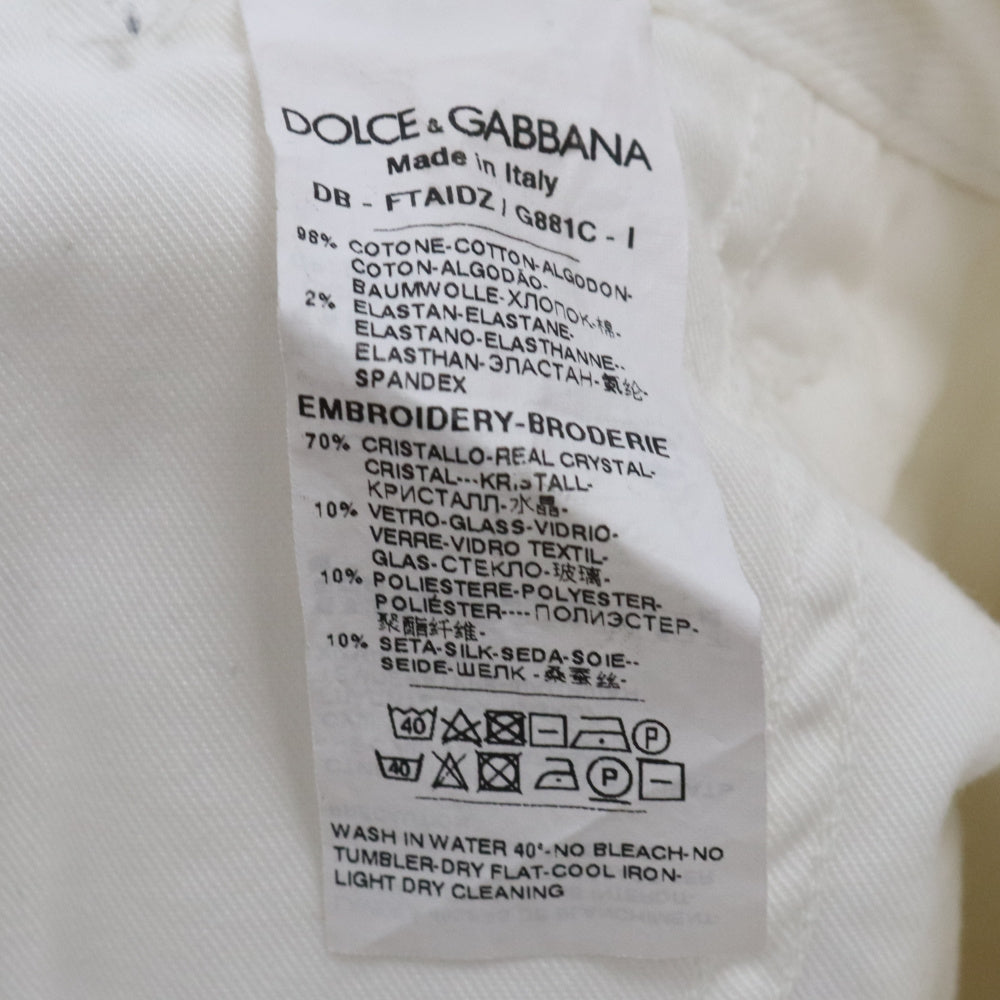 DOLCE & GABBANA
Made in Italy
DB - FTAIDZ / G881C - I
98% COTONE-COTTON-ALGODON-
COTON-ALGODÃO-
BAUMWOLLE-ХЛОПОК-棉-
2% ELASTAN-ELASTANE-
ELASTANO-ELASTHANNE--
ELASTHAN-ЭЛАСТАН-氨纶-
SPANDEX
EMBROIDERY-BRODERIE
70% CRISTALLO-REAL CRYSTAL-
CRISTAL---KRISTALL-
КРИСТАЛЛ-水晶-
10% VETRO-GLASS-VIDRIO-
VERRE-VIDRO TEXTIL-
GLAS-СТЕКЛО-玻璃-
10% POLIESTERE-POLYESTER-
POLIÉSTER----ПОЛИЭСТЕР-
聚酯纤维-
10% SETA-SILK-SEDA-SOIE--
SEIDE-ШЕЛК -桑蚕丝-
40 P
40 P
WASH IN WATER 40°-NO BLEACH-NO
TUMBLER-DRY FLAT-COOL IRON-
LIGHT DRY CLEANING